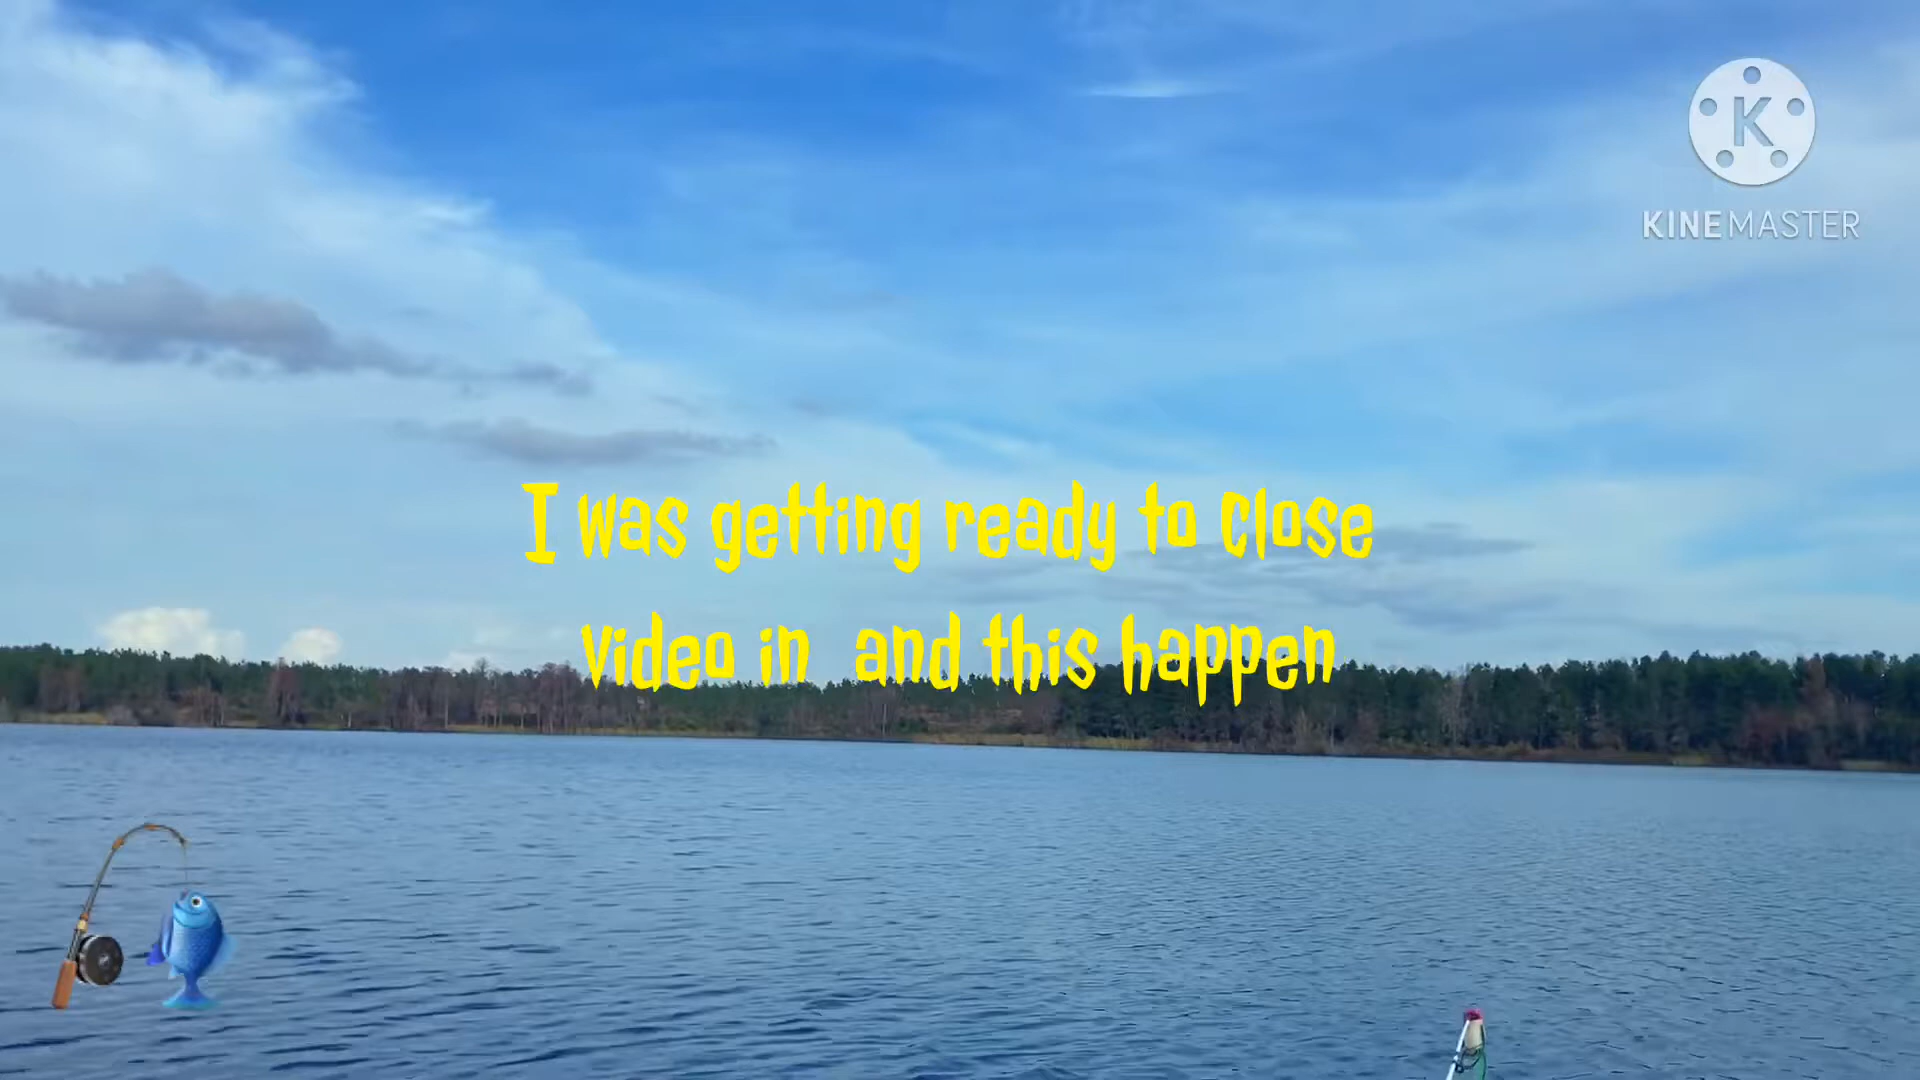 K
KINEMASTER
I was getting ready to close
video in and this happen